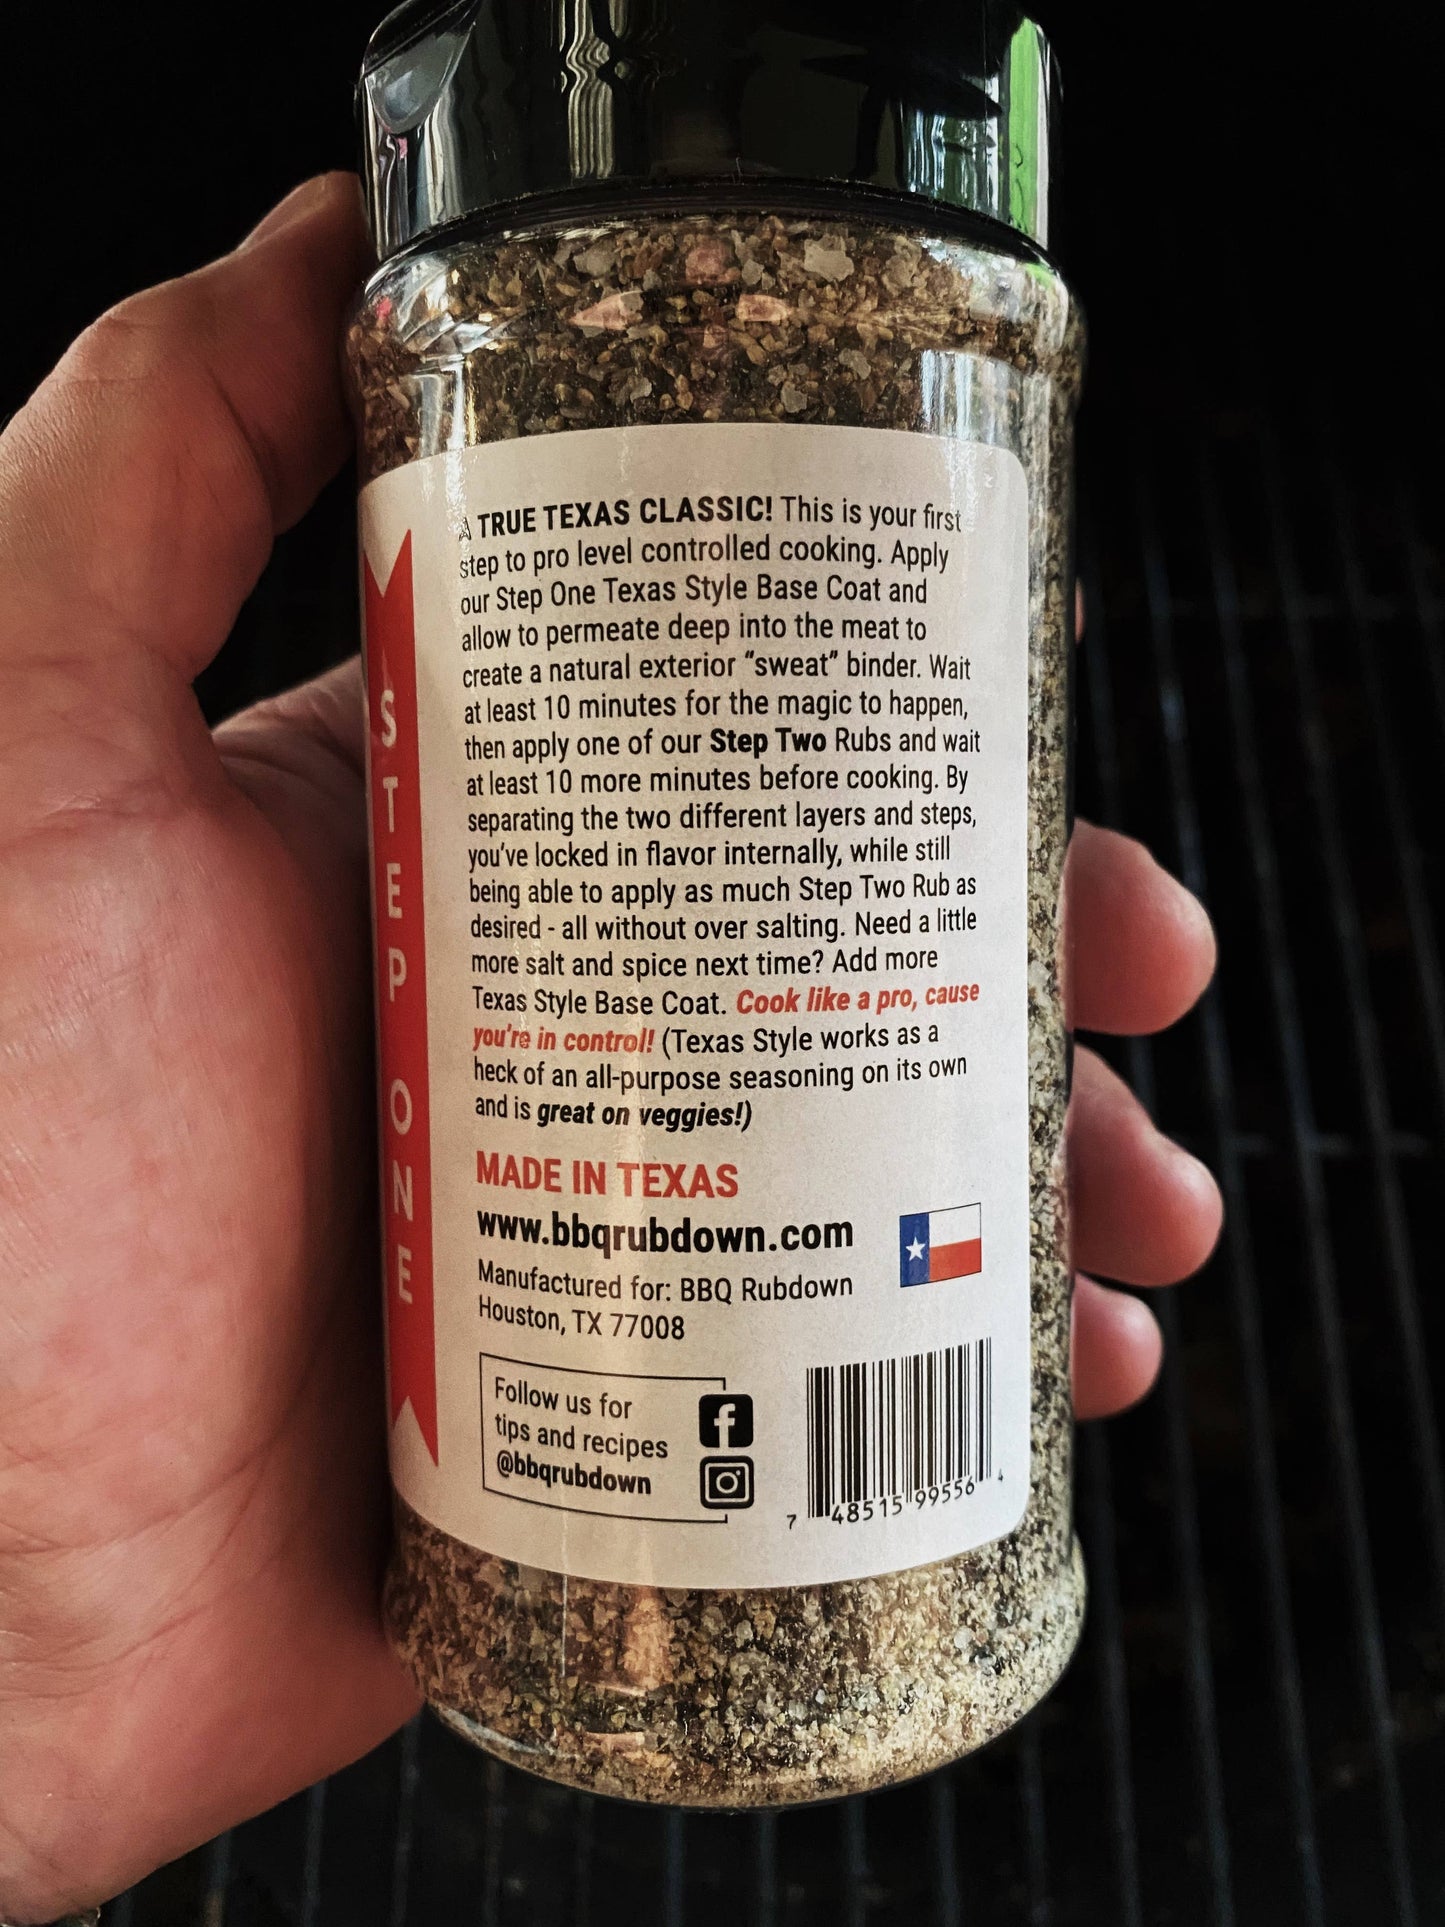 A TRUE TEXAS CLASSIC! This is your first
step to pro level controlled cooking. Apply
our Step One Texas Style Base Coat and
allow to permeate deep into the meat to
create a natural exterior “sweat” binder. Wait
at least 10 minutes for the magic to happen,
then apply one of our Step Two Rubs and wait
at least 10 more minutes before cooking. By
separating the two different layers and steps,
you’ve locked in flavor internally, while still
being able to apply as much Step Two Rub as
desired - all without over salting. Need a little
more salt and spice next time? Add more
Texas Style Base Coat. Cook like a pro, cause
you’re in control! (Texas Style works as a
heck of an all-purpose seasoning on its own
and is great on veggies!)
STEP ONE
MADE IN TEXAS
www.bbqrubdown.com
Manufactured for: BBQ Rubdown
Houston, TX 77008
Follow us for
tips and recipes
@bbqrubdown
7 48515 99556 4